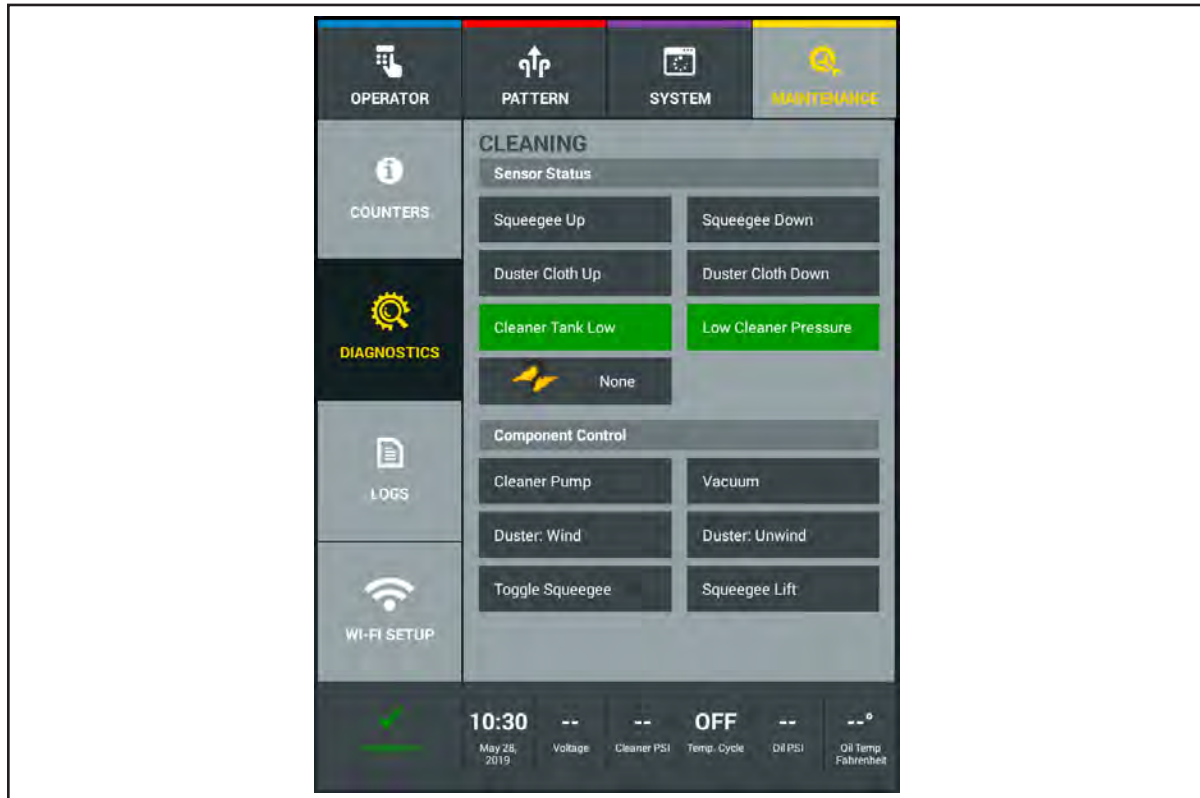 OPERATOR
PATTERN
SYSTEM
MAINTENANCE
COUNTERS
DIAGNOSTICS
LOGS
WI-FI SETUP
CLEANING
Sensor Status
Squeegee Up
Squeegee Down
Duster Cloth Up
Duster Cloth Down
Cleaner Tank Low
Low Cleaner Pressure
None
Component Control
Cleaner Pump
Vacuum
Duster: Wind
Duster: Unwind
Toggle Squeegee
Squeegee Lift
10:30
May 28,
2019
--
Voltage
--
Cleaner PSI
OFF
Temp. Cycle
--
Oil PSI
--°
Oil Temp
Fahrenheit